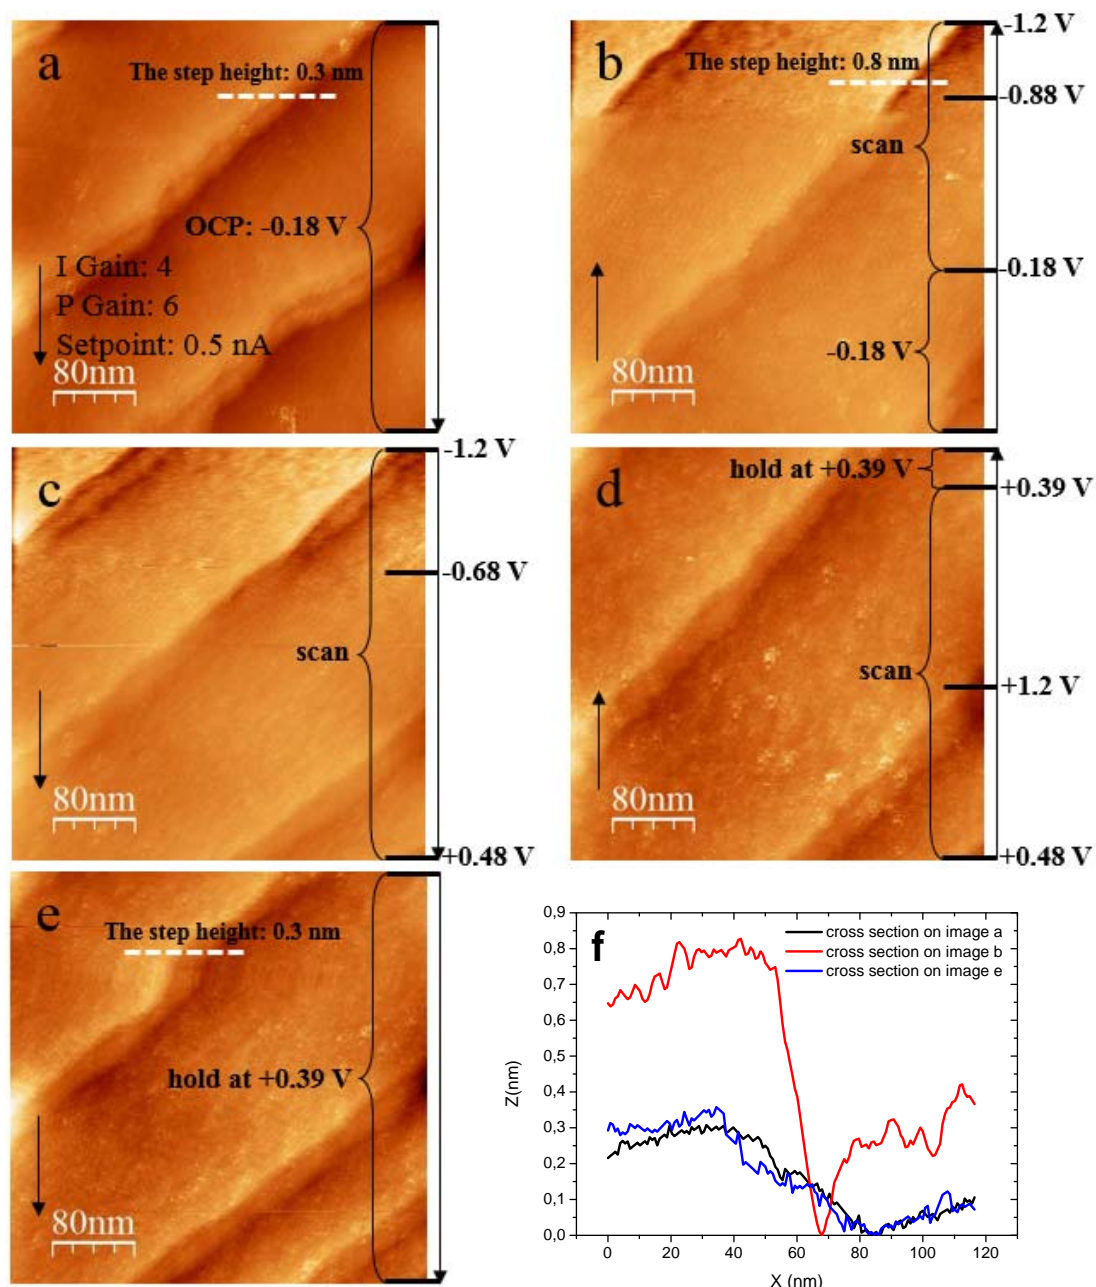 a
The step height: 0.3 nm
OCP: -0.18 V
I Gain: 4
P Gain: 6
Setpoint: 0.5 nA
80nm
b
The step height: 0.8 nm
-1.2 V
-0.88 V
scan
-0.18 V
-0.18 V
80nm
c
-1.2 V
-0.68 V
scan
80nm
+0.48 V
d
hold at +0.39 V
+0.39 V
scan
+1.2 V
80nm
+0.48 V
e
The step height: 0.3 nm
hold at +0.39 V
80nm
f
cross section on image a
cross section on image b
cross section on image e
0,9
0,8
0,7
0,6
0,5
0,4
0,3
0,2
0,1
0,0
Z(nm)
0 20 40 60 80 100 120
X (nm)